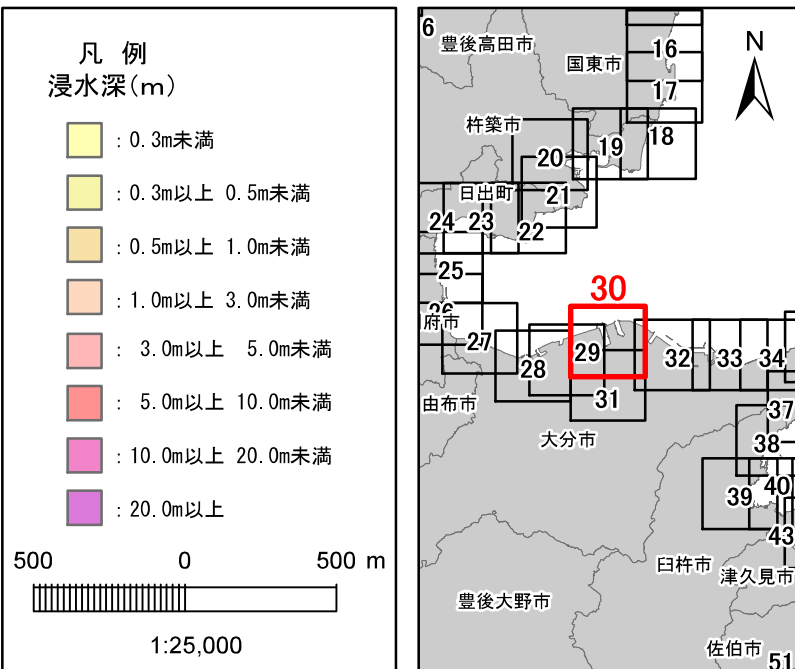 凡 例
浸水深(m)
: 0.3m未満
: 0.3m以上 0.5m未満
: 0.5m以上 1.0m未満
: 1.0m以上 3.0m未満
: 3.0m以上 5.0m未満
: 5.0m以上 10.0m未満
: 10.0m以上 20.0m未満
: 20.0m以上
500 0 500 m
1:25,000
6
豊後高田市
国東市
16
N
17
杵築市
18
19
20
日出町
21
24 23
22
25
30
26
府市
27
29
28
32 33 34
31
由布市
37
大分市
38
39
40
43
臼杵市
津久見市
豊後大野市
佐伯市
51